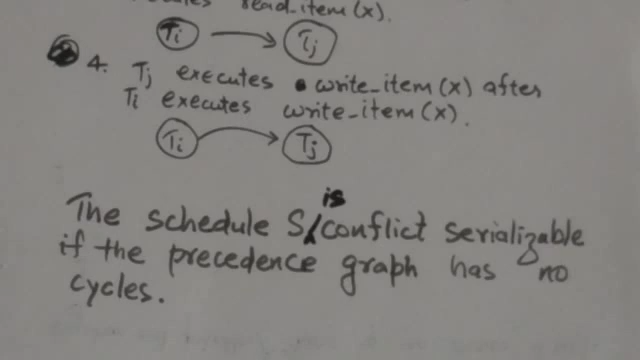 read-item(x).
Ti Tj
4. Tj executes write-item(x) after
Ti executes write-item(x).
Ti Tj
is
The schedule S conflict serializable
if the precedence graph has no
cycles.